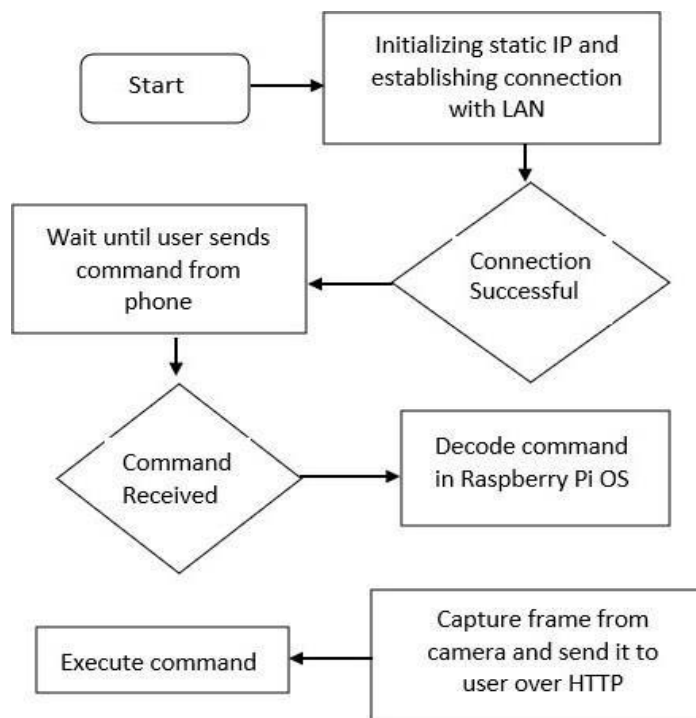 Start
Initializing static IP and
establishing connection
with LAN
Connection
Successful
Wait until user sends
command from
phone
Command
Received
Decode command
in Raspberry Pi OS
Capture frame from
camera and send it to
user over HTTP
Execute command